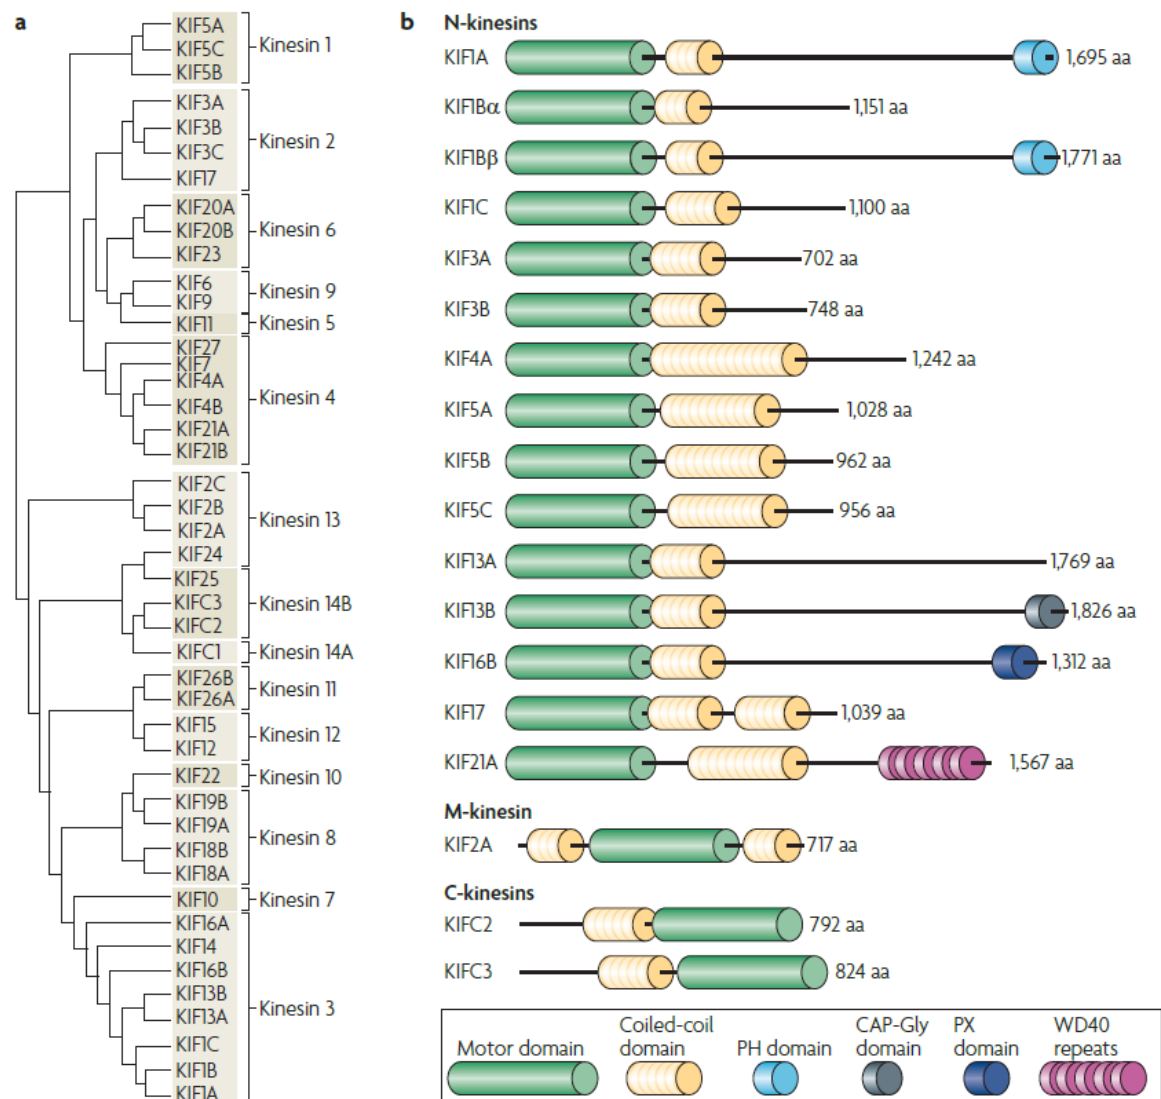 a
KIF5A
KIF5C
KIF5B
Kinesin 1
KIF3A
KIF3B
KIF3C
KIF17
Kinesin 2
KIF20A
KIF20B
KIF23
Kinesin 6
KIF6
KIF9
Kinesin 9
KIF11
Kinesin 5
KIF27
KIF7
KIF4A
KIF4B
KIF21A
KIF21B
Kinesin 4
KIF2C
KIF2B
KIF2A
KIF24
Kinesin 13
KIF25
KIFC3
KIFC2
Kinesin 14B
KIFC1
Kinesin 14A
KIF26B
KIF26A
Kinesin 11
KIF15
KIF12
Kinesin 12
KIF22
Kinesin 10
KIF19B
KIF19A
KIF18B
KIF18A
Kinesin 8
KIF10
Kinesin 7
KIF16A
KIF14
KIF16B
KIF13B
KIF13A
KIF1C
KIF1B
KIF1A
Kinesin 3
b
N-kinesins
KIF1A 1,695 aa
KIF1Bα 1,151 aa
KIF1Bβ 1,771 aa
KIF1C 1,100 aa
KIF3A 702 aa
KIF3B 748 aa
KIF4A 1,242 aa
KIF5A 1,028 aa
KIF5B 962 aa
KIF5C 956 aa
KIF13A 1,769 aa
KIF13B 1,826 aa
KIF16B 1,312 aa
KIF17 1,039 aa
KIF21A 1,567 aa
M-kinesin
KIF2A 717 aa
C-kinesins
KIFC2 792 aa
KIFC3 824 aa
Motor domain
Coiled-coil
domain
PH domain
CAP-Gly
domain
PX
domain
WD40
repeats